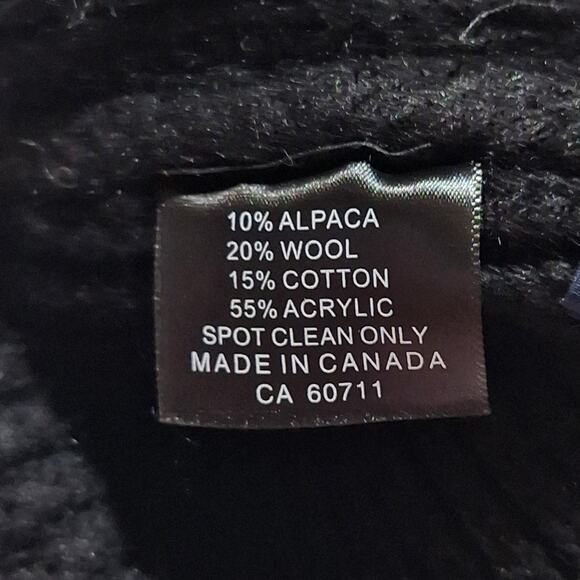 10% ALPACA
20% WOOL
15% COTTON
55% ACRYLIC
SPOT CLEAN ONLY
MADE IN CANADA
CA 60711